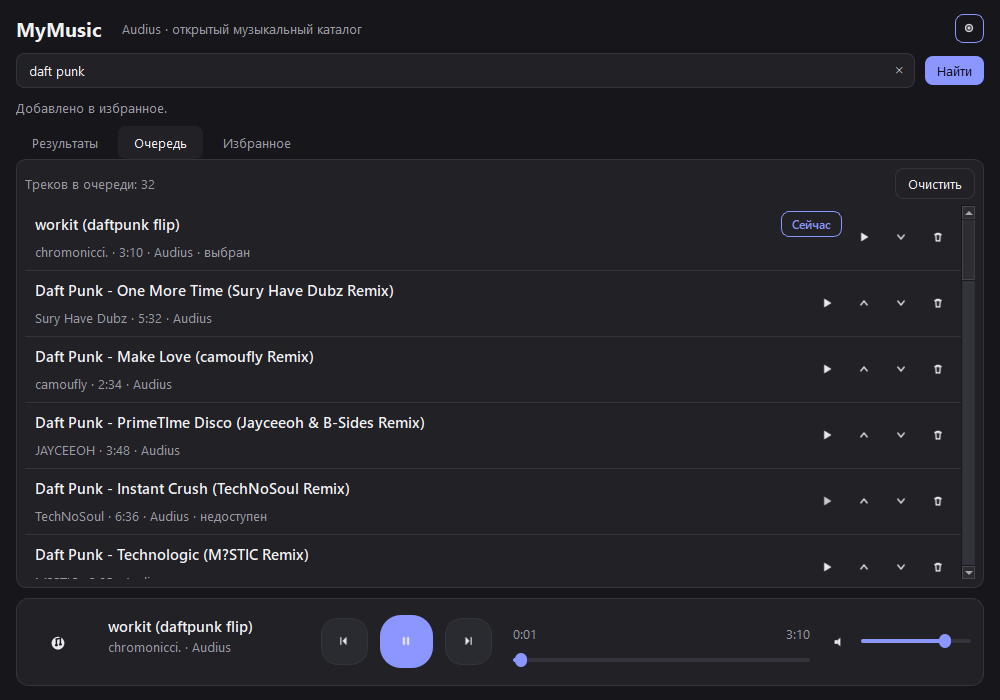 MyMusic
Audius · открытый музыкальный каталог
daft punk
×
Найти
Добавлено в избранное.
Результаты
Очередь
Избранное
Треков в очереди: 32
Очистить
workit (daftpunk flip)
Сейчас
chromonicci. · 3:10 · Audius · выбран
Daft Punk - One More Time (Sury Have Dubz Remix)
Sury Have Dubz · 5:32 · Audius
Daft Punk - Make Love (camoufly Remix)
camoufly · 2:34 · Audius
Daft Punk - PrimeTIme Disco (Jayceeoh & B-Sides Remix)
JAYCEEOH · 3:48 · Audius
Daft Punk - Instant Crush (TechNoSoul Remix)
TechNoSoul · 6:36 · Audius · недоступен
Daft Punk - Technologic (M?STIC Remix)
workit (daftpunk flip)
chromonicci. · Audius
0:01
3:10